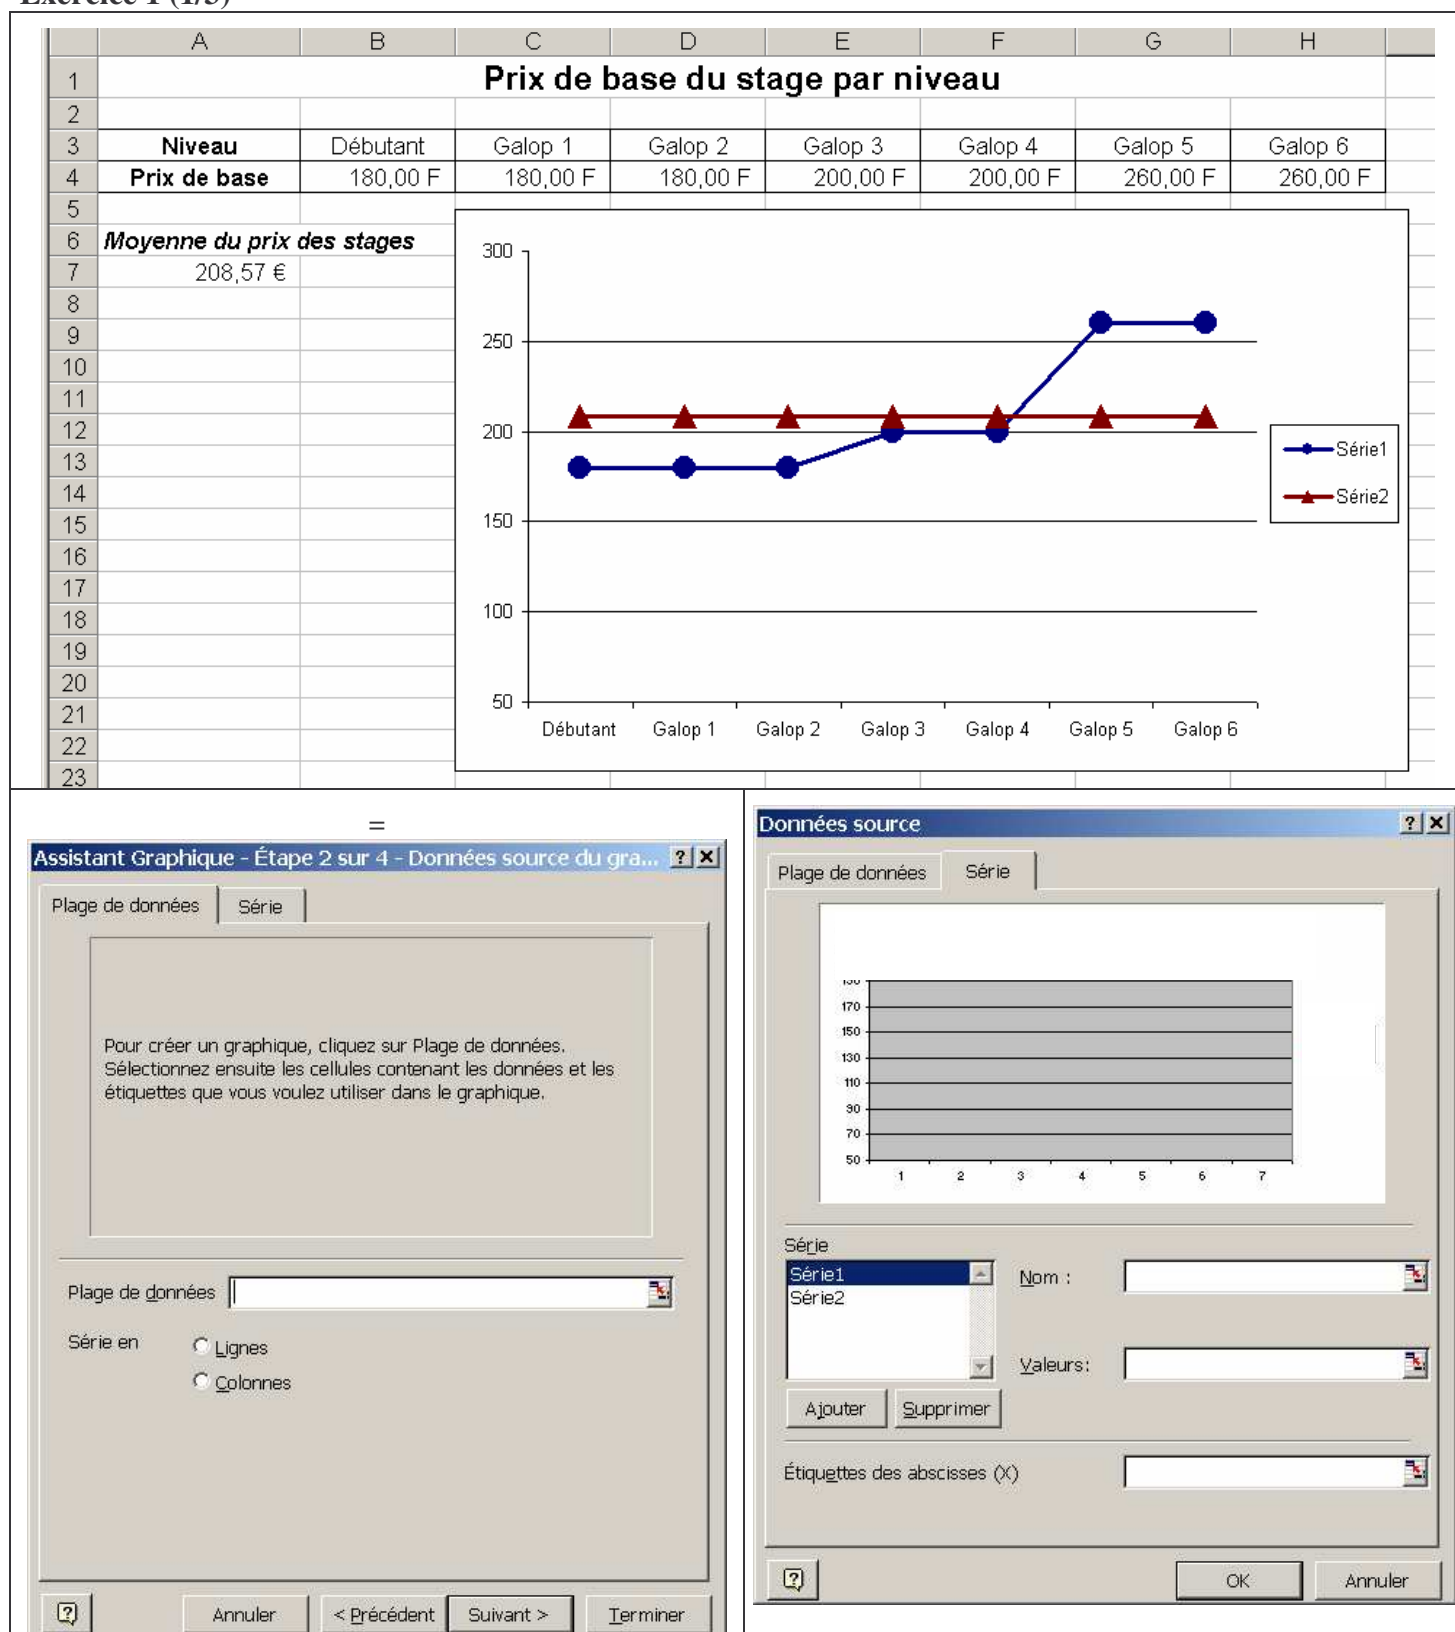 Exercice 1 (1/3)
A B C D E F G H
1 Prix de base du stage par niveau
2
3 Niveau Débutant Galop 1 Galop 2 Galop 3 Galop 4 Galop 5 Galop 6
4 Prix de base 180,00 F 180,00 F 180,00 F 200,00 F 200,00 F 260,00 F 260,00 F
5
6 Moyenne du prix des stages
7 208,57 €
8
9
10
11
12
13
14
15
16
17
18
19
20
21
22
23
300
250
200
150
100
50
Débutant Galop 1 Galop 2 Galop 3 Galop 4 Galop 5 Galop 6
Série1
Série2
=
Assistant Graphique - Étape 2 sur 4 - Données source du gra...
Plage de données Série
Pour créer un graphique, cliquez sur Plage de données.
Sélectionnez ensuite les cellules contenant les données et les
étiquettes que vous voulez utiliser dans le graphique.
Plage de données
Série en Lignes
Colonnes
Annuler < Précédent Suivant > Terminer
Données source
Plage de données Série
170
150
130
110
90
70
50
1 2 3 4 5 6 7
Série
Série1
Série2
Nom :
Valeurs:
Ajouter Supprimer
Étiquettes des abscisses (X)
OK Annuler